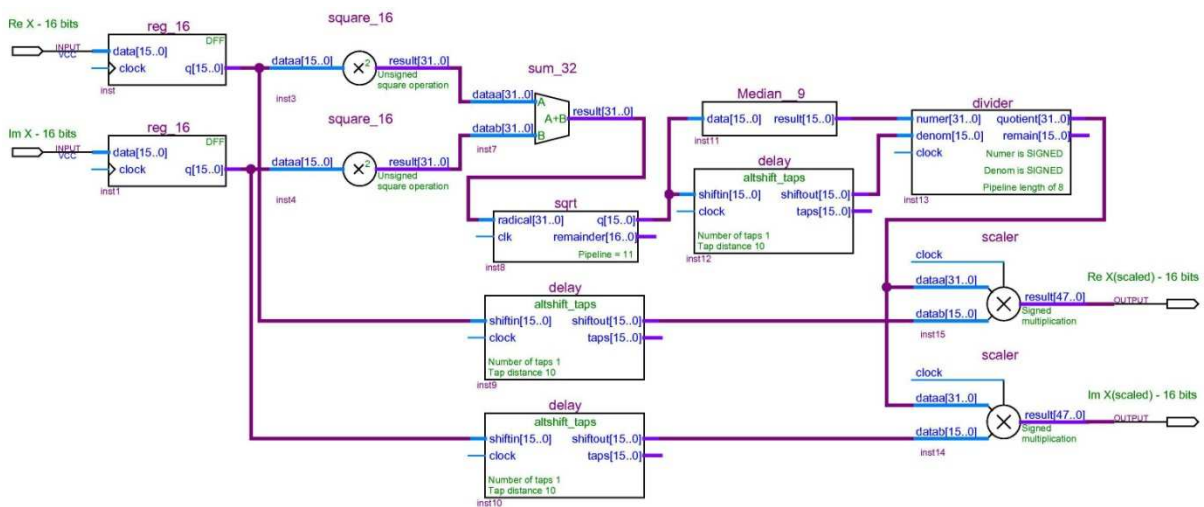 Re X - 16 bits
INPUT
VCC
reg_16
DFF
data[15..0]
clock
q[15..0]
inst
square_16
dataa[15..0]
result[31..0]
X²
Unsigned
square operation
inst3
Im X - 16 bits
INPUT
VCC
reg_16
DFF
data[15..0]
clock
q[15..0]
inst1
square_16
dataa[15..0]
result[31..0]
X²
Unsigned
square operation
inst4
sum_32
dataa[31..0]
A
A+B
result[31..0]
datab[31..0]
B
inst7
sqrt
radical[31..0]
q[15..0]
clk
remainder[16..0]
Pipeline = 11
inst8
Median__9
data[15..0]
result[15..0]
inst11
delay
altshift_taps
shiftin[15..0]
shiftout[15..0]
clock
taps[15..0]
Number of taps 1
Tap distance 10
inst12
divider
numer[31..0]
quotient[31..0]
denom[15..0]
remain[15..0]
clock
Numer is SIGNED
Denom is SIGNED
Pipeline length of 8
inst13
delay
altshift_taps
shiftin[15..0]
shiftout[15..0]
clock
taps[15..0]
Number of taps 1
Tap distance 10
inst9
scaler
clock
dataa[31..0]
result[47..0]
datab[15..0]
Signed
multiplication
inst15
Re X(scaled) - 16 bits
OUTPUT
delay
altshift_taps
shiftin[15..0]
shiftout[15..0]
clock
taps[15..0]
Number of taps 1
Tap distance 10
inst10
scaler
clock
dataa[31..0]
result[47..0]
datab[15..0]
Signed
multiplication
inst14
Im X(scaled) - 16 bits
OUTPUT